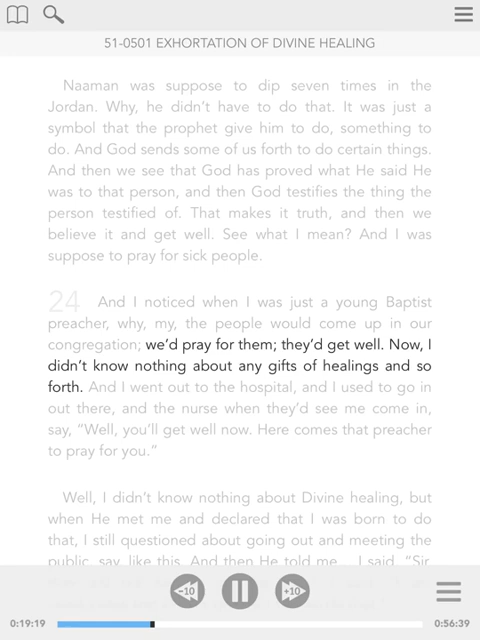 51-0501 EXHORTATION OF DIVINE HEALING
Naaman was suppose to dip seven times in the
Jordan. Why, he didn't have to do that. It was just a
symbol that the prophet give him to do, something to
do. And God sends some of us forth to do certain things.
And then we see that God has proved what He said He
was to that person, and then God testifies the thing the
person testified of. That makes it truth, and then we
believe it and get well. See what I mean? And I was
suppose to pray for sick people.
24 And I noticed when I was just a young Baptist
preacher, why, my, the people would come up in our
congregation; we'd pray for them; they'd get well. Now, I
didn't know nothing about any gifts of healings and so
forth. And I went out to the hospital, and I used to go in
out there, and the nurse when they'd see me come in,
say, "Well, you'll get well now. Here comes that preacher
to pray for you."
Well, I didn't know nothing about Divine healing, but
when He met me and declared that I was born to do
that, I still questioned about going out and meeting the
public, say, like this. And then He told me... I said, "Sir,
-10
+10
0:19:19
0:56:39